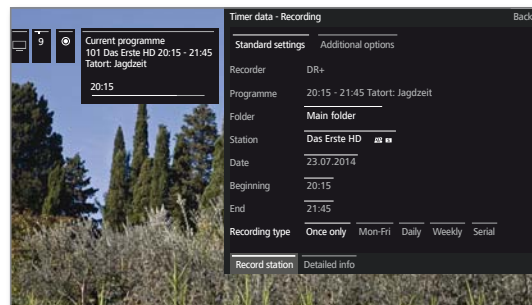 Timer data - Recording Back
9
Current programme
101 Das Erste HD 20:15 - 21:45
Tatort: Jagdzeit
20:15
Standard settings Additional options
Recorder DR+
Programme 20:15 - 21:45 Tatort: Jagdzeit
Folder Main folder
Station Das Erste HD
Date 23.07.2014
Beginning 20:15
End 21:45
Recording type Once only Mon-Fri Daily Weekly Serial
Record station Detailed info